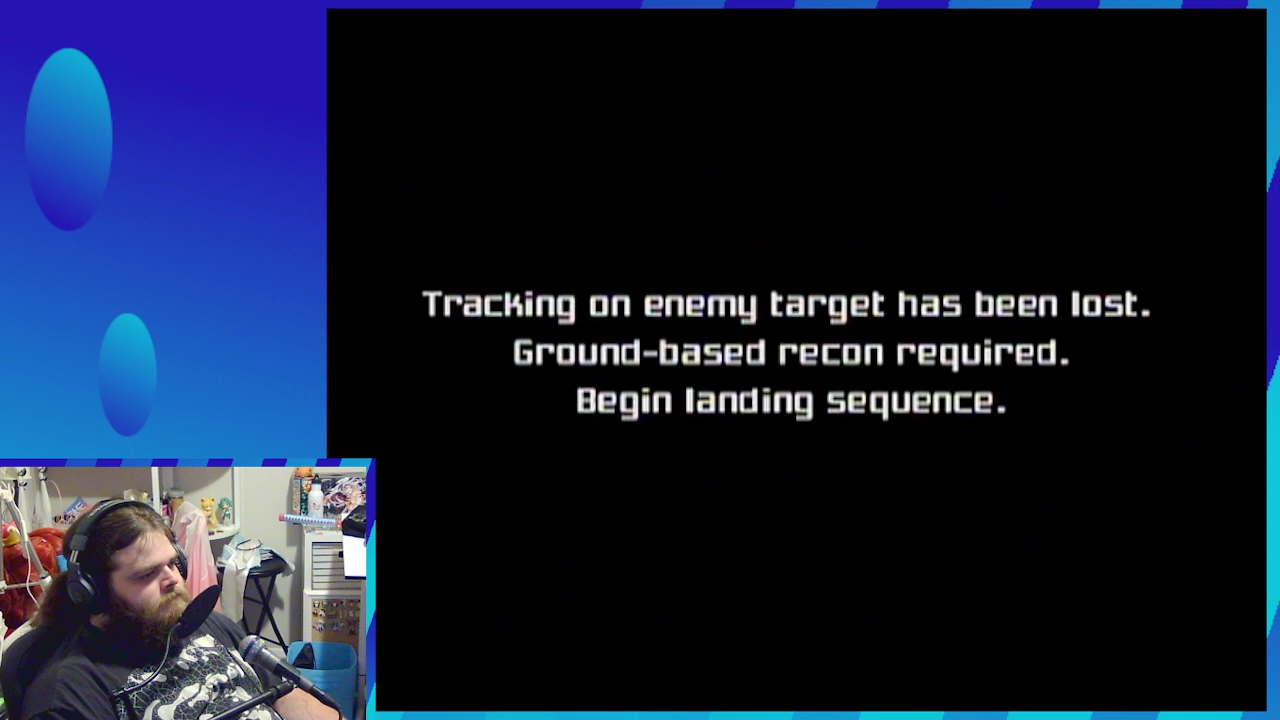 Tracking on enemy target has been lost.
Ground-based recon required.
Begin landing sequence.